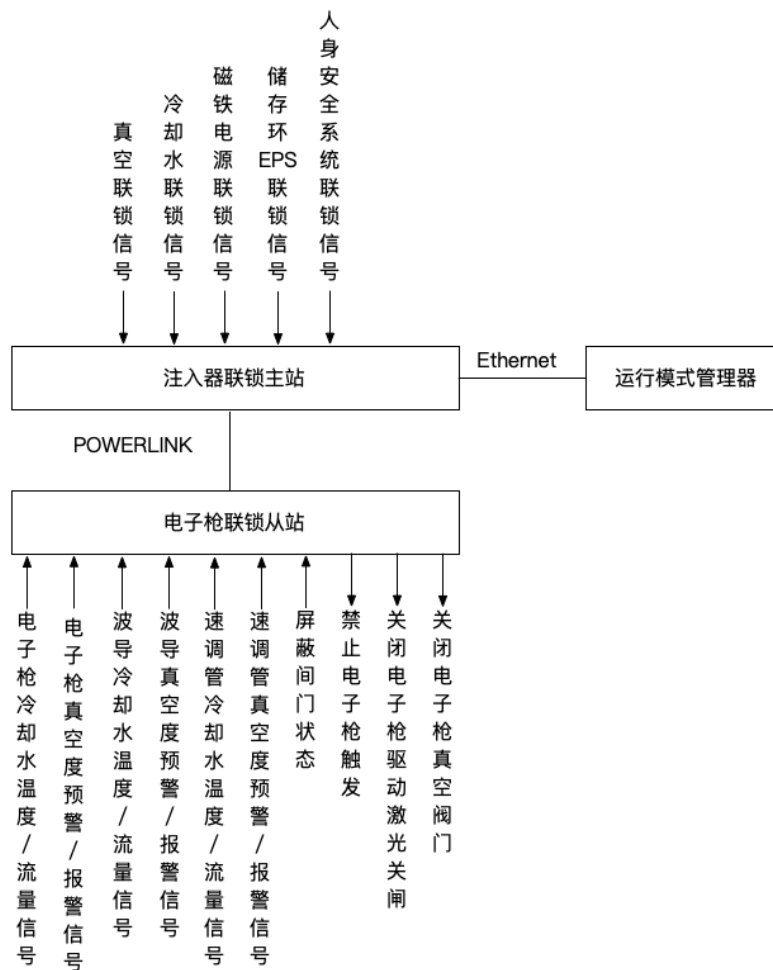 真空联锁信号
冷却水联锁信号
磁铁电源联锁信号
储存环EPS联锁信号
人身安全系统联锁信号
注入器联锁主站
Ethernet
运行模式管理器
POWERLINK
电子枪联锁从站
电子枪冷却水温度/流量信号
电子枪真空度预警/报警信号
波导冷却水温度/流量信号
波导真空度预警/报警信号
速调管冷却水温度/流量信号
速调管真空度预警/报警信号
屏蔽间门状态
禁止电子枪触发
关闭电子枪驱动激光关闸
关闭电子枪真空阀门